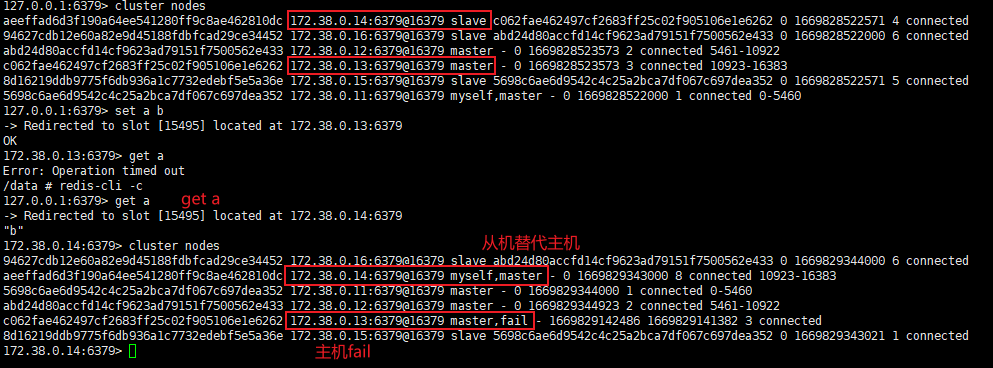 127.0.0.1:6379> cluster nodes
aeeffad6d3f190a64ee541280ff9c8ae462810dc 172.38.0.14:6379@16379 slave c062fae462497cf2683ff25c02f905106e1e6262 0 1669828522571 4 connected
94627cdb12e60a82e9d45188fdbfcad29ce34452 172.38.0.16:6379@16379 slave abd24d80accfd14cf9623ad79151f7500562e433 0 1669828522000 6 connected
abd24d80accfd14cf9623ad79151f7500562e433 172.38.0.12:6379@16379 master - 0 1669828523573 2 connected 5461-10922
c062fae462497cf2683ff25c02f905106e1e6262 172.38.0.13:6379@16379 master - 0 1669828523573 3 connected 10923-16383
8d16219ddb9775f6db936a1c7732edebf5e5a36e 172.38.0.15:6379@16379 slave 5698c6ae6d9542c4c25a2bca7df067c697dea352 0 1669828522571 5 connected
5698c6ae6d9542c4c25a2bca7df067c697dea352 172.38.0.11:6379@16379 myself,master - 0 1669828522000 1 connected 0-5460
127.0.0.1:6379> set a b
-> Redirected to slot [15495] located at 172.38.0.13:6379
OK
172.38.0.13:6379> get a
Error: Operation timed out
/data # redis-cli -c
127.0.0.1:6379> get a get a
-> Redirected to slot [15495] located at 172.38.0.14:6379
"b"
172.38.0.14:6379> cluster nodes
从机替代主机
94627cdb12e60a82e9d45188fdbfcad29ce34452 172.38.0.16:6379@16379 slave abd24d80accfd14cf9623ad79151f7500562e433 0 1669829344000 6 connected
aeeffad6d3f190a64ee541280ff9c8ae462810dc 172.38.0.14:6379@16379 myself,master - 0 1669829343000 8 connected 10923-16383
5698c6ae6d9542c4c25a2bca7df067c697dea352 172.38.0.11:6379@16379 master - 0 1669829344000 1 connected 0-5460
abd24d80accfd14cf9623ad79151f7500562e433 172.38.0.12:6379@16379 master - 0 1669829344923 2 connected 5461-10922
c062fae462497cf2683ff25c02f905106e1e6262 172.38.0.13:6379@16379 master,fail - 1669829142486 1669829141382 3 connected
8d16219ddb9775f6db936a1c7732edebf5e5a36e 172.38.0.15:6379@16379 slave 5698c6ae6d9542c4c25a2bca7df067c697dea352 0 1669829343021 1 connected
172.38.0.14:6379>
主机fail